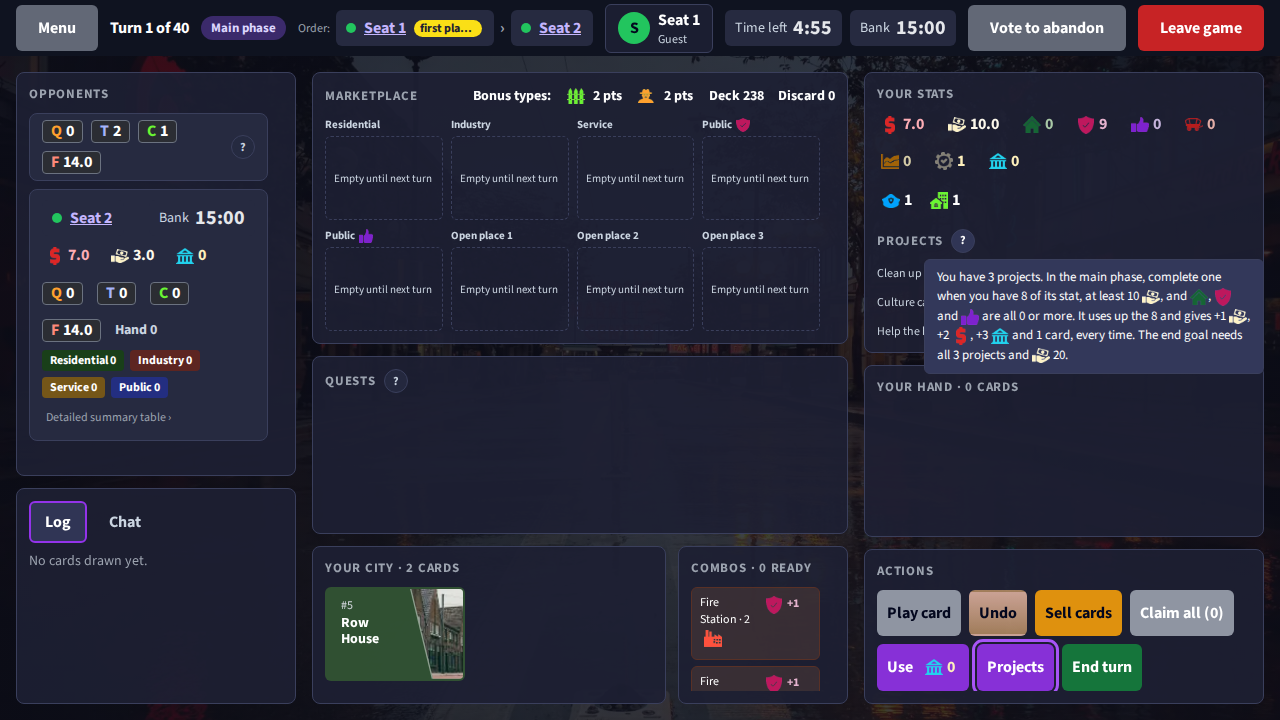 Menu
Turn 1 of 40
Main phase
Order:
Seat 1
first pla...
›
Seat 2
S
Seat 1
Guest
Time left 4:55
Bank 15:00
Vote to abandon
Leave game
OPPONENTS
Q 0
T 2
C 1
F 14.0
?
Seat 2
Bank 15:00
7.0
3.0
0
Q 0
T 0
C 0
F 14.0
Hand 0
Residential 0
Industry 0
Service 0
Public 0
Detailed summary table ›
Log
Chat
No cards drawn yet.
MARKETPLACE
Bonus types:
2 pts
2 pts
Deck 238
Discard 0
Residential
Industry
Service
Public
Empty until next turn
Empty until next turn
Empty until next turn
Empty until next turn
Public
Open place 1
Open place 2
Open place 3
Empty until next turn
Empty until next turn
Empty until next turn
Empty until next turn
QUESTS
?
YOUR CITY · 2 CARDS
#5
Row
House
COMBOS · 0 READY
Fire
Station · 2
+1
Fire
+1
YOUR STATS
$ 7.0
10.0
0
9
0
0
0
1
0
1
1
PROJECTS
?
Clean up
Culture ca
Help the
You have 3 projects. In the main phase, complete one
when you have 8 of its stat, at least 10 , and ,
and are all 0 or more. It uses up the 8 and gives +1 ,
+2 $ , +3 and 1 card, every time. The end goal needs
all 3 projects and 20.
YOUR HAND · 0 CARDS
ACTIONS
Play card
Undo
Sell cards
Claim all (0)
Use 0
Projects
End turn